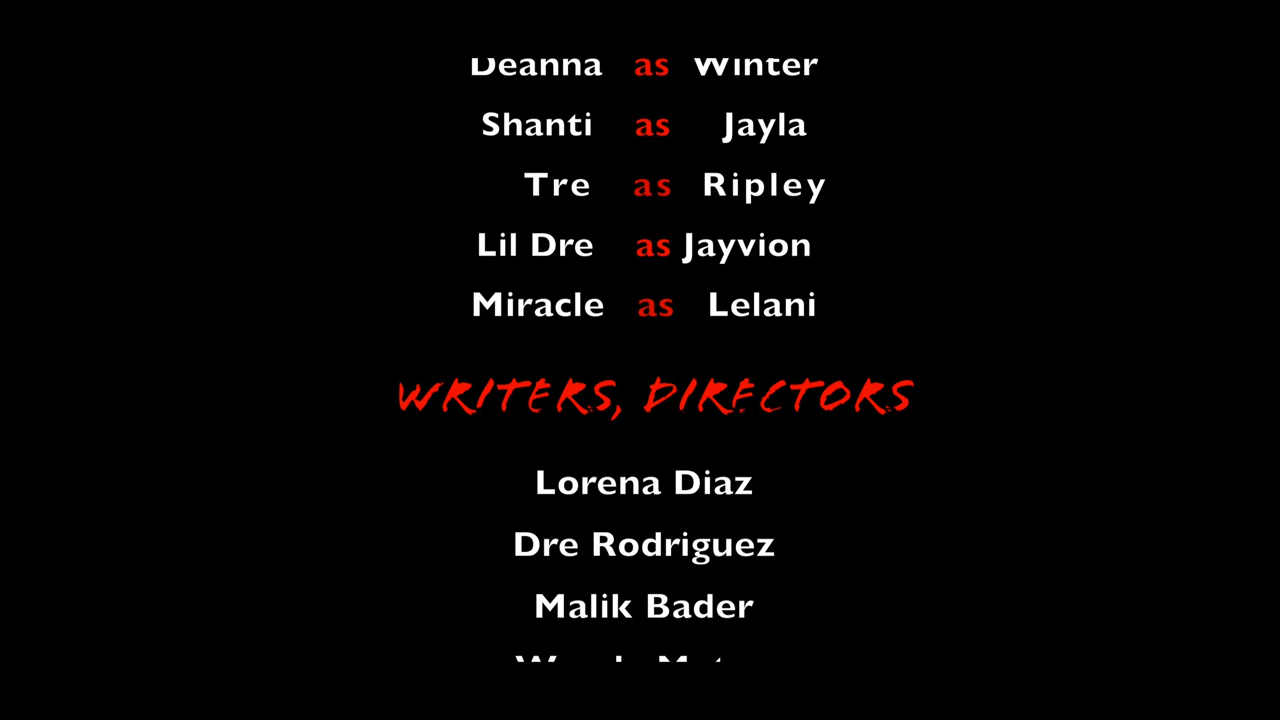 Deanna as Winter
Shanti as Jayla
Tre as Ripley
Lil Dre as Jayvion
Miracle as Lelani
WRITERS, DIRECTORS
Lorena Diaz
Dre Rodriguez
Malik Bader